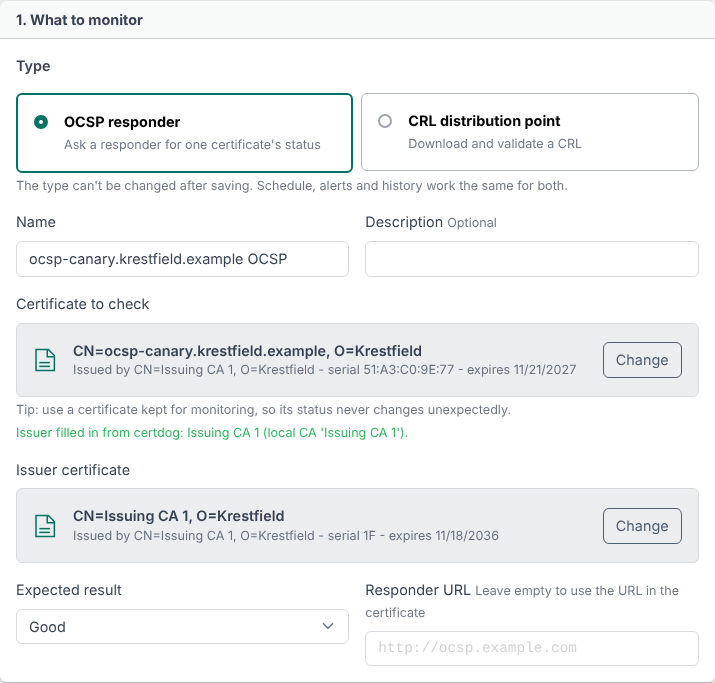 1. What to monitor
Type
OCSP responder
Ask a responder for one certificate's status
CRL distribution point
Download and validate a CRL
The type can't be changed after saving. Schedule, alerts and history work the same for both.
Name
Description Optional
ocsp-canary.krestfield.example OCSP
Certificate to check
CN=ocsp-canary.krestfield.example, O=Krestfield
Issued by CN=Issuing CA 1, O=Krestfield - serial 51:A3:C0:9E:77 - expires 11/21/2027
Change
Tip: use a certificate kept for monitoring, so its status never changes unexpectedly.
Issuer filled in from certdog: Issuing CA 1 (local CA 'Issuing CA 1').
Issuer certificate
CN=Issuing CA 1, O=Krestfield
Issued by CN=Issuing CA 1, O=Krestfield - serial 1F - expires 11/18/2036
Change
Expected result
Good
Responder URL Leave empty to use the URL in the
certificate
http://ocsp.example.com